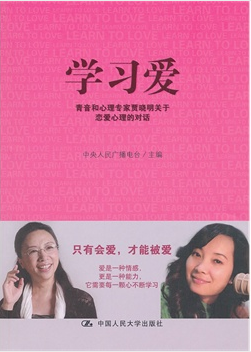 学习爱
青音和心理专家贾晓明关于
恋爱心理的对话
中央人民广播电台/主编
只有会爱，才能被爱
爱是一种情感，
更是一种能力，
它需要每一颗心不断学习
中国人民大学出版社